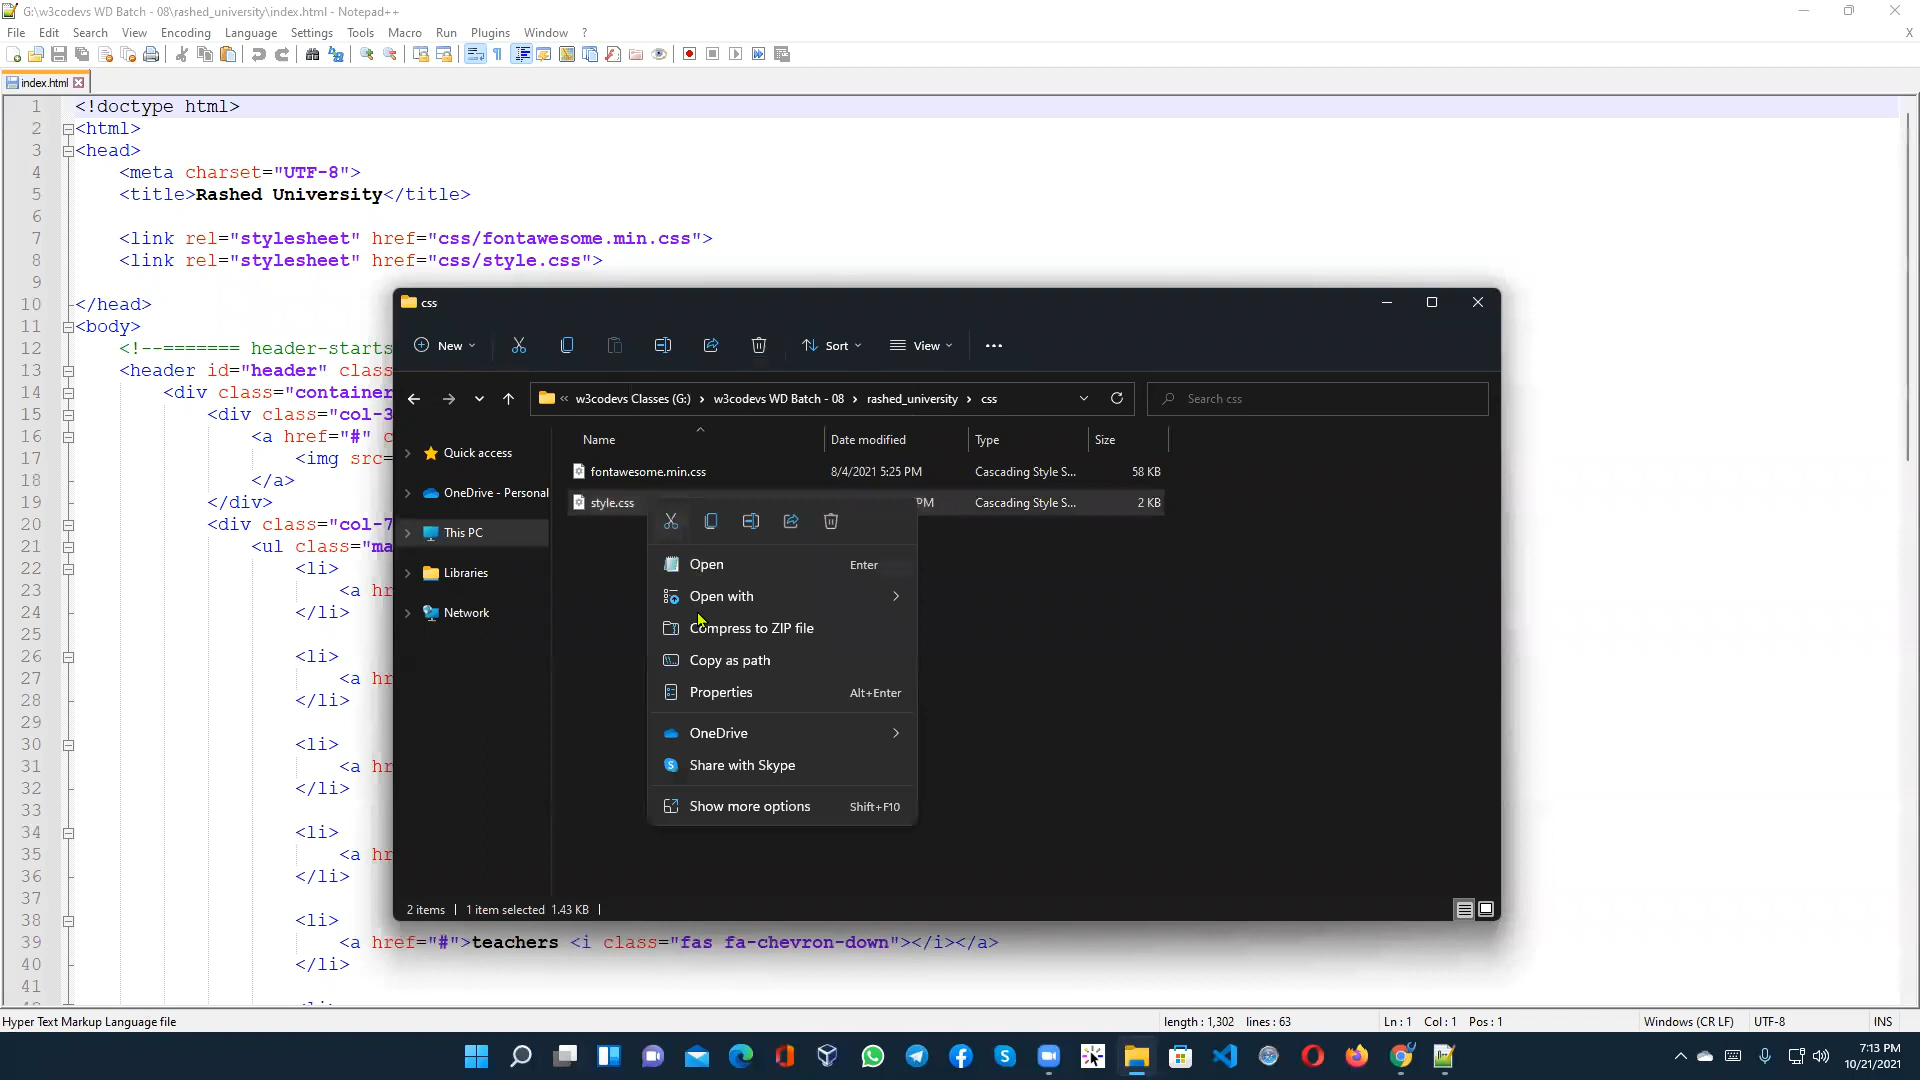 G:\w3codevs WD Batch - 08\rashed_university\index.html - Notepad++
File Edit Search View Encoding Language Settings Tools Macro Run Plugins Window ? X
index.html
1 <!doctype html>
2 <html>
3 <head>
4 <meta charset="UTF-8">
5 <title>Rashed University</title>
6
7 <link rel="stylesheet" href="css/fontawesome.min.css">
8 <link rel="stylesheet" href="css/style.css">
9
10 </head>
11 <body>
12 <!--======= header-starts
13 <header id="header" clas
14 <div class="container
15 <div class="col-3
16 <a href="#" c
17 <img src=
18 </a>
19 </div>
20 <div class="col-7
21 <ul class="ma
22 <li>
23 <a hr
24 </li>
25
26 <li>
27 <a hr
28 </li>
29
30 <li>
31 <a hr
32 </li>
33
34 <li>
35 <a hr
36 </li>
37
38 <li>
39 <a href="#">teachers <i class="fas fa-chevron-down"></i></a>
40 </li>
41
css
New Sort View
« w3codevs Classes (G:) › w3codevs WD Batch - 08 › rashed_university › css
Search css
Quick access
OneDrive - Personal
This PC
Libraries
Network
Name Date modified Type Size
fontawesome.min.css 8/4/2021 5:25 PM Cascading Style S... 58 KB
style.css PM Cascading Style S... 2 KB
Open Enter
Open with
Compress to ZIP file
Copy as path
Properties Alt+Enter
OneDrive
Share with Skype
Show more options Shift+F10
2 items 1 item selected 1.43 KB
Hyper Text Markup Language file length : 1,302 lines : 63 Ln : 1 Col : 1 Pos : 1 Windows (CR LF) UTF-8 INS
7:13 PM
10/21/2021